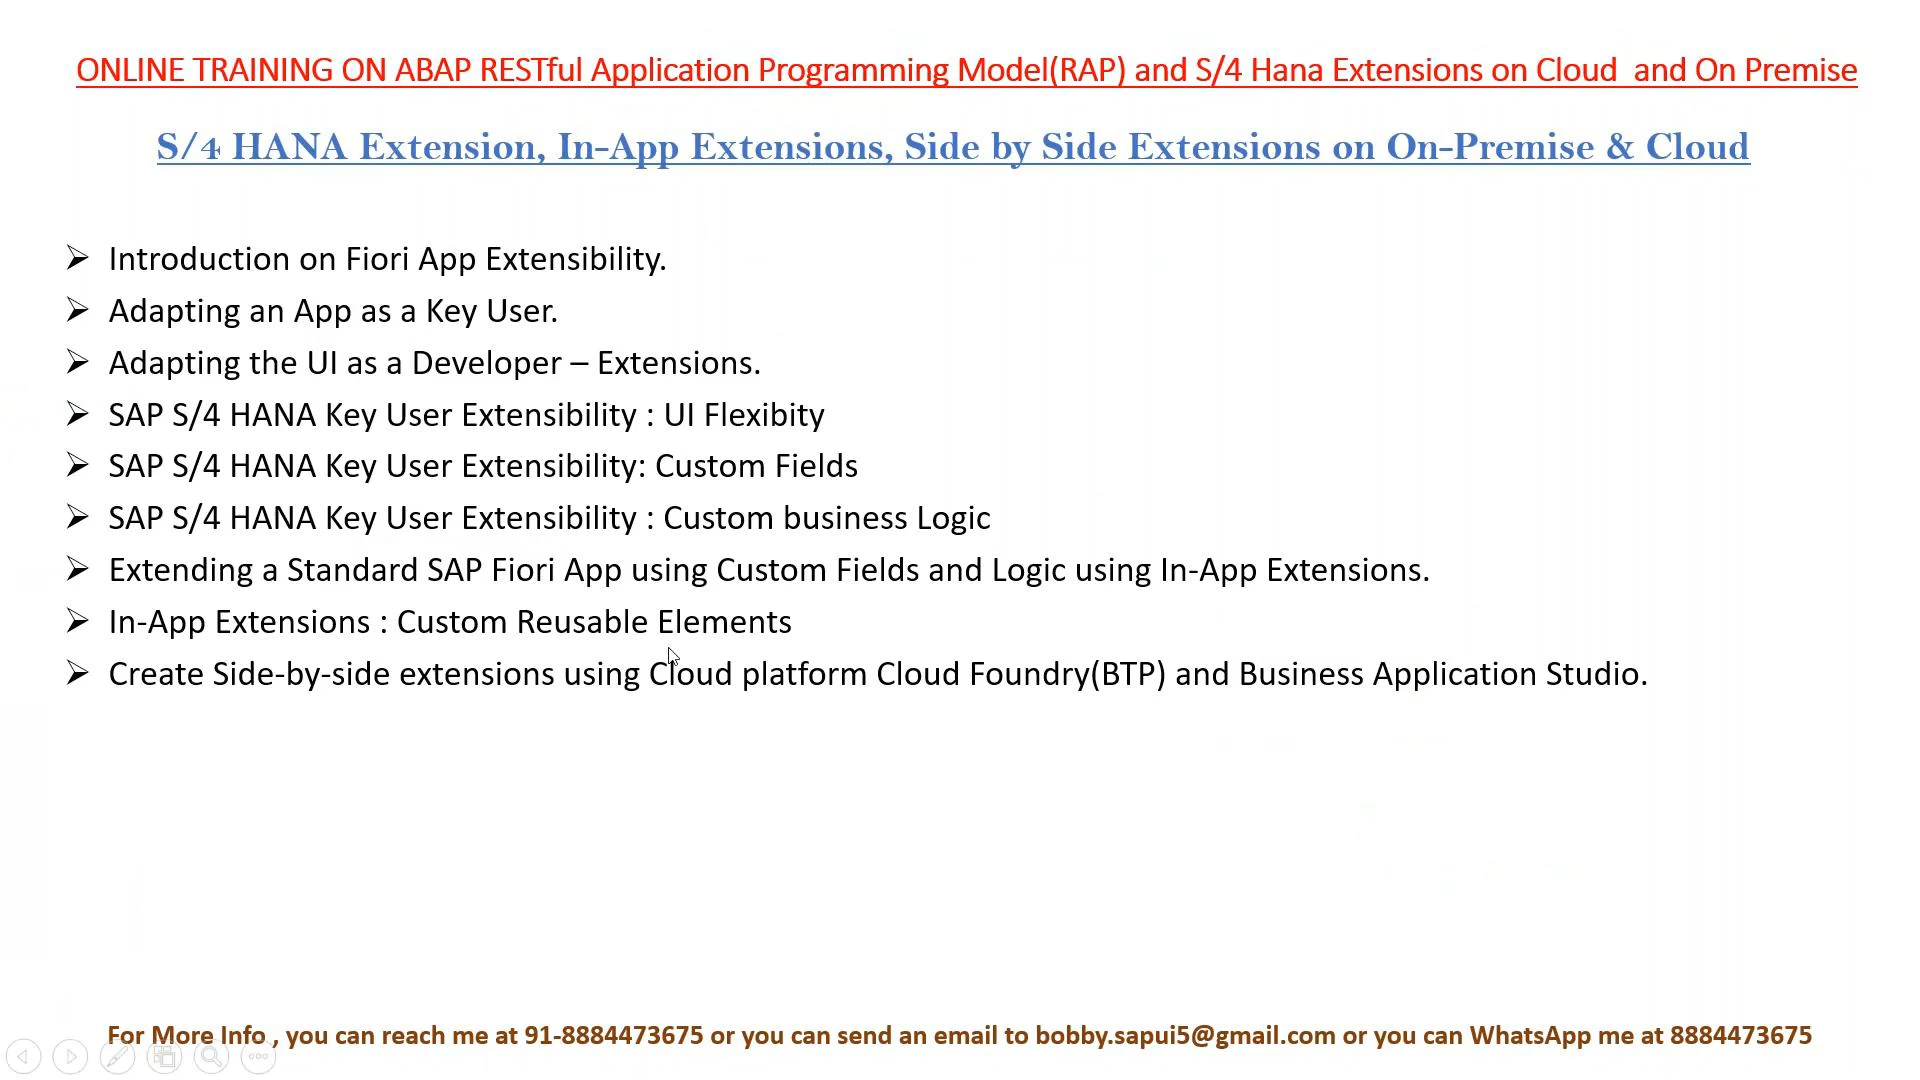 ONLINE TRAINING ON ABAP RESTful Application Programming Model(RAP) and S/4 Hana Extensions on Cloud  and On Premise
S/4 HANA Extension, In-App Extensions, Side by Side Extensions on On-Premise & Cloud
➢ Introduction on Fiori App Extensibility.
➢ Adapting an App as a Key User.
➢ Adapting the UI as a Developer – Extensions.
➢ SAP S/4 HANA Key User Extensibility : UI Flexibity
➢ SAP S/4 HANA Key User Extensibility: Custom Fields
➢ SAP S/4 HANA Key User Extensibility : Custom business Logic
➢ Extending a Standard SAP Fiori App using Custom Fields and Logic using In-App Extensions.
➢ In-App Extensions : Custom Reusable Elements
➢ Create Side-by-side extensions using Cloud platform Cloud Foundry(BTP) and Business Application Studio.
For More Info , you can reach me at 91-8884473675 or you can send an email to bobby.sapui5@gmail.com or you can WhatsApp me at 8884473675